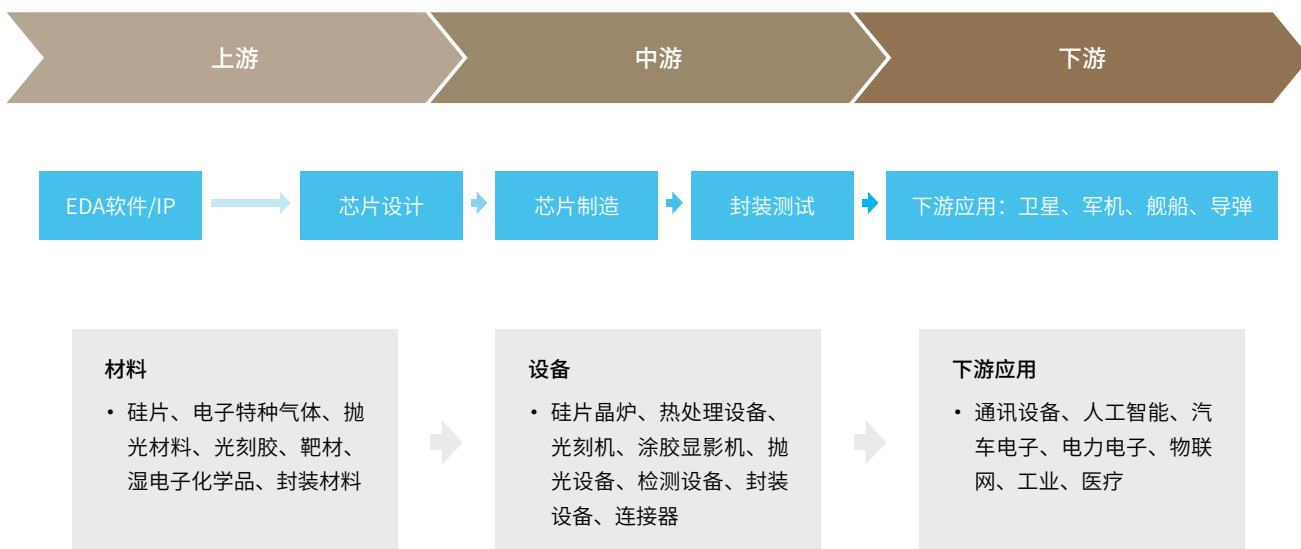 上游
中游
下游
EDA软件/IP
芯片设计
芯片制造
封装测试
下游应用：卫星、军机、舰船、导弹
材料
• 硅片、电子特种气体、抛
光材料、光刻胶、靶材、
湿电子化学品、封装材料
设备
• 硅片晶炉、热处理设备、
光刻机、涂胶显影机、抛
光设备、检测设备、封装
设备、连接器
下游应用
• 通讯设备、人工智能、汽
车电子、电力电子、物联
网、工业、医疗